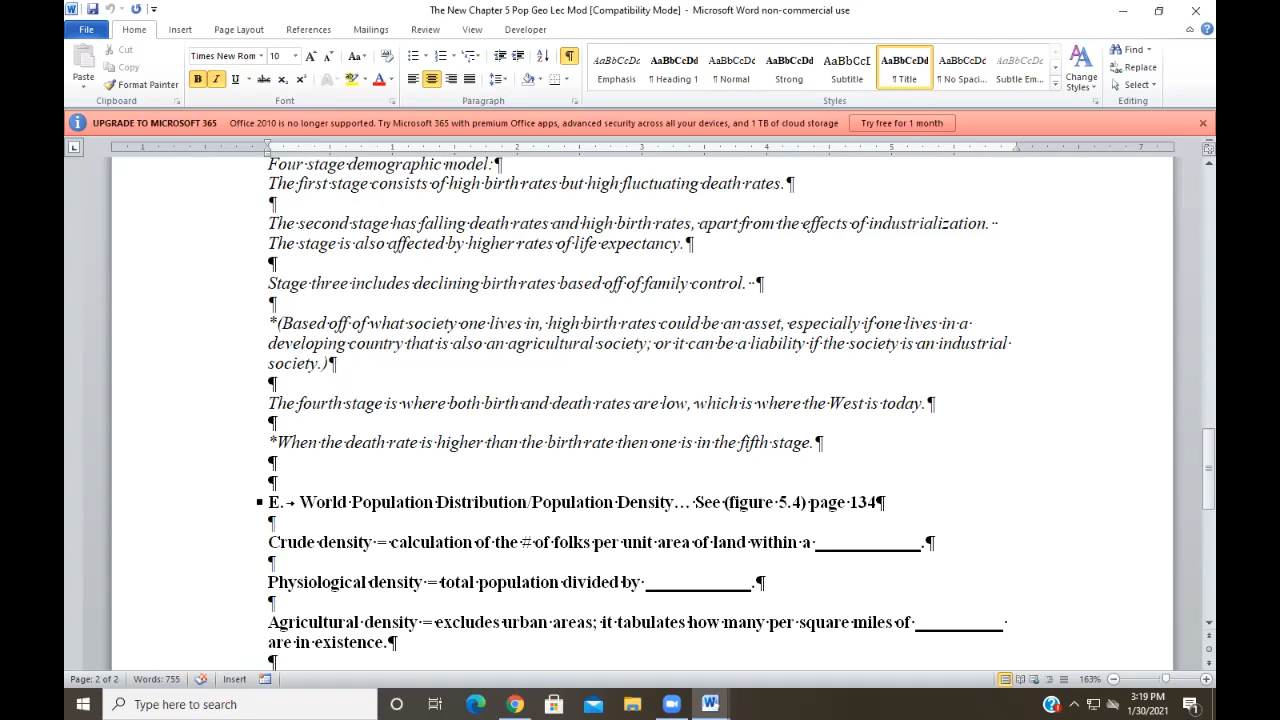 The New Chapter 5 Pop Geo Lec Mod [Compatibility Mode] - Microsoft Word non-commercial use
File Home Insert Page Layout References Mailings Review View Developer
Paste
Cut
Copy
Format Painter
Times New Rom 10
Clipboard Font Paragraph Styles Editing
AaBbCcDc AaBbCcDd AaBbCcDc AaBbCcDd AaBbCcI AaBbCcDd AaBbCcDd AaBbCcDc
Emphasis ¶ Heading 1 ¶ Normal Strong Subtitle ¶ Title ¶ No Spaci... Subtle Em...
Change Styles
Find
Replace
Select
UPGRADE TO MICROSOFT 365 Office 2010 is no longer supported. Try Microsoft 365 with premium Office apps, advanced security across all your devices, and 1 TB of cloud storage Try free for 1 month
1 1 2 3 4 5 7
Four stage demographic model.¶
The first stage consists of high birth rates but high fluctuating death rates.¶
¶
The second stage has falling death rates and high birth rates, apart from the effects of industrialization.
The stage is also affected by higher rates of life expectancy.¶
¶
Stage three includes declining birth rates based off of family control. ¶
¶
*(Based off of what society one lives in, high birth rates could be an asset, especially if one lives in a
developing country that is also an agricultural society; or it can be a liability if the society is an industrial
society.)¶
¶
The fourth stage is where both birth and death rates are low, which is where the West is today.¶
¶
*When the death rate is higher than the birth rate then one is in the fifth stage.¶
¶
¶
E. → World Population Distribution/Population Density… See (figure 5.4) page 134¶
¶
Crude density = calculation of the # of folks per unit area of land within a ____________.¶
¶
Physiological density = total population divided by ____________.¶
¶
Agricultural density = excludes urban areas; it tabulates how many per square miles of __________
are in existence.¶
¶
Page: 2 of 2 Words: 755 Insert 163%
Type here to search
3:19 PM
1/30/2021